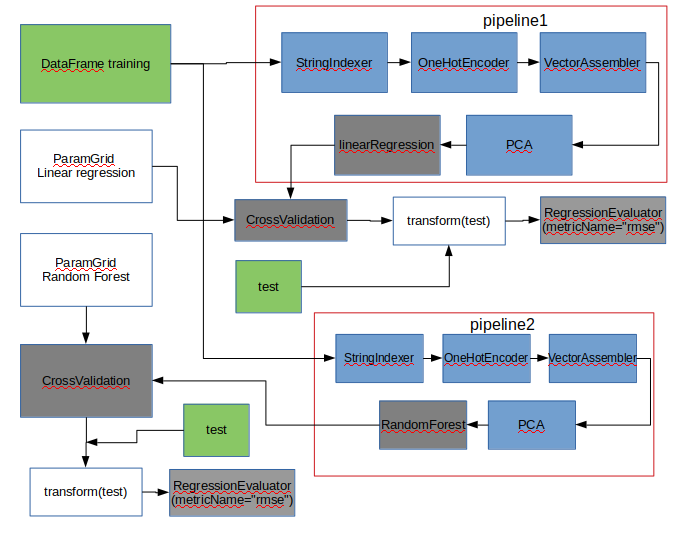 pipeline1
DataFrame training
StringIndexer
OneHotEncoder
VectorAssembler
linearRegression
PCA
ParamGrid
Linear regression
CrossValidation
transform(test)
RegressionEvaluator
(metricName="rmse")
ParamGrid
Random Forest
test
pipeline2
StringIndexer
OneHotEncoder
VectorAssembler
CrossValidation
RandomForest
PCA
test
transform(test)
RegressionEvaluator
(metricName="rmse")